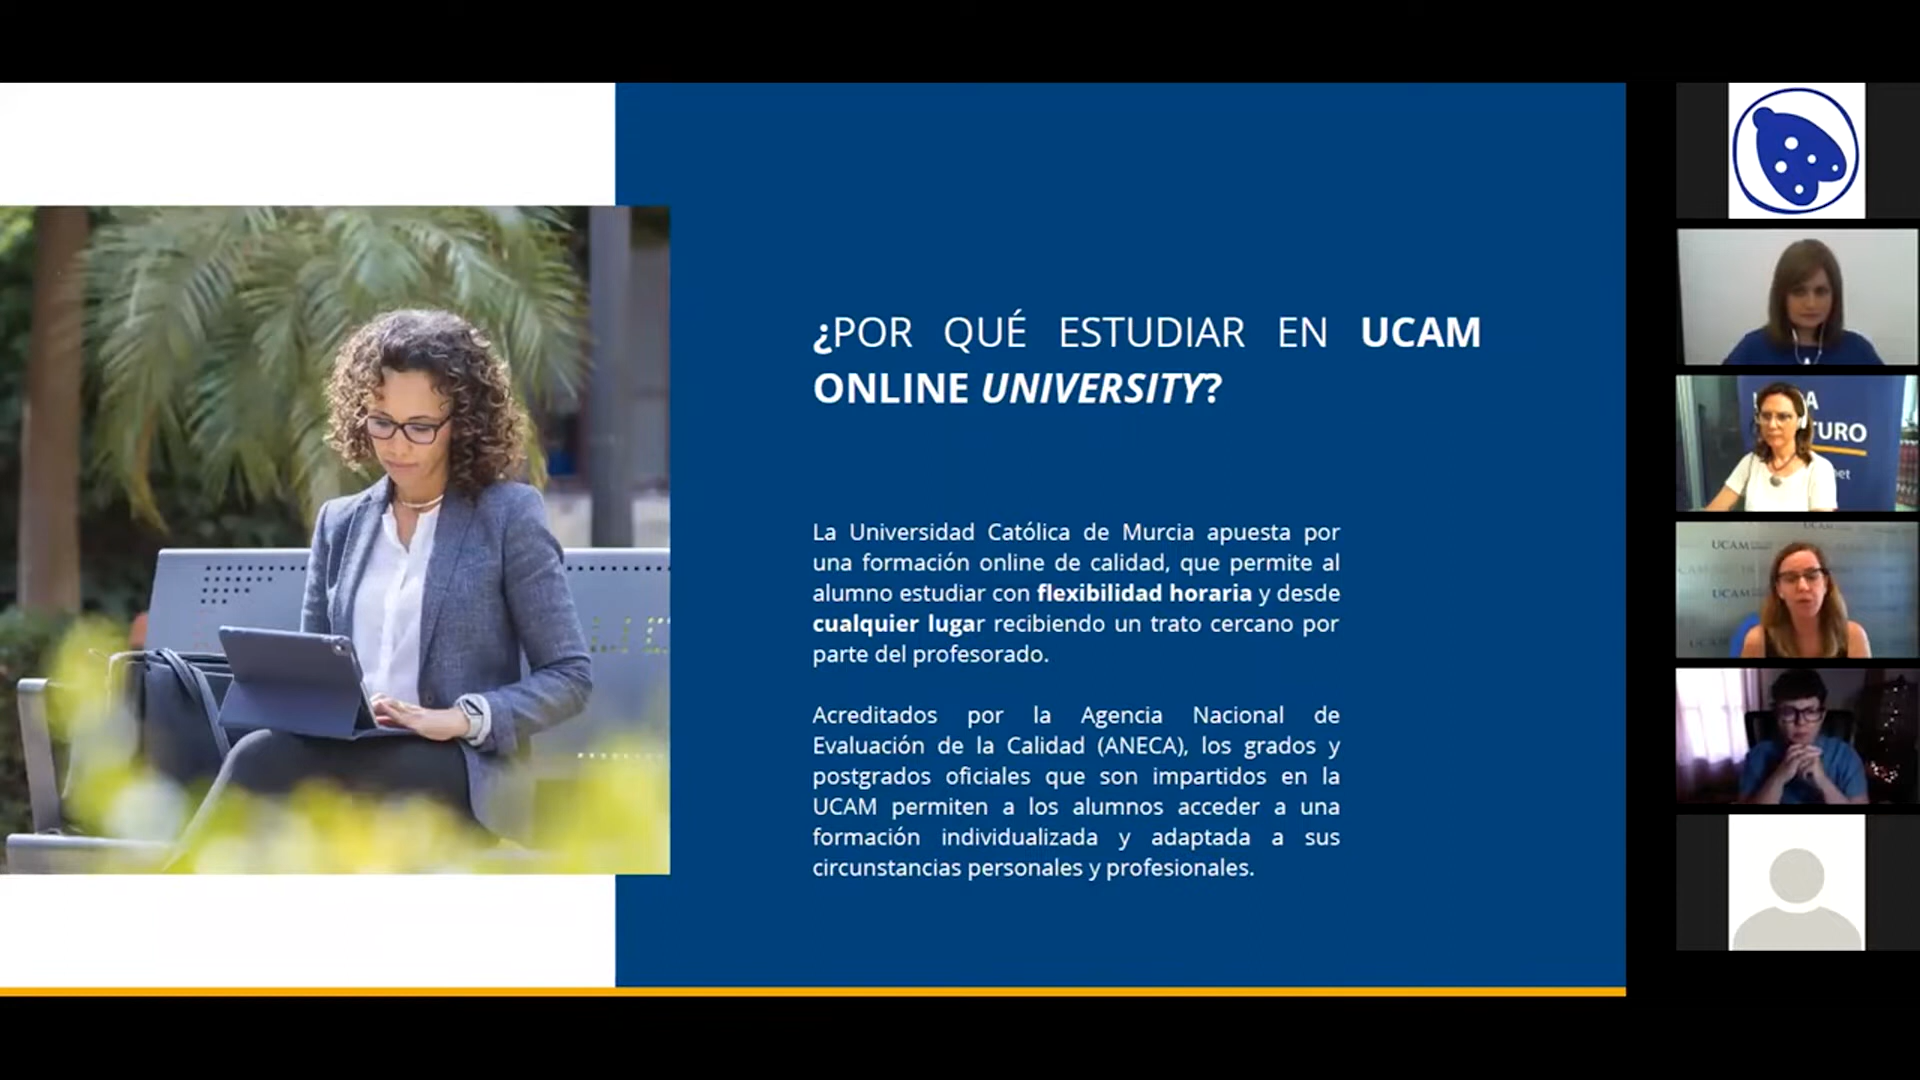 ¿POR QUÉ ESTUDIAR EN UCAM
ONLINE UNIVERSITY?
La Universidad Católica de Murcia apuesta por
una formación online de calidad, que permite al
alumno estudiar con flexibilidad horaria y desde
cualquier lugar recibiendo un trato cercano por
parte del profesorado.
Acreditados por la Agencia Nacional de
Evaluación de la Calidad (ANECA), los grados y
postgrados oficiales que son impartidos en la
UCAM permiten a los alumnos acceder a una
formación individualizada y adaptada a sus
circunstancias personales y profesionales.
UCAM
UCAM
UCAM